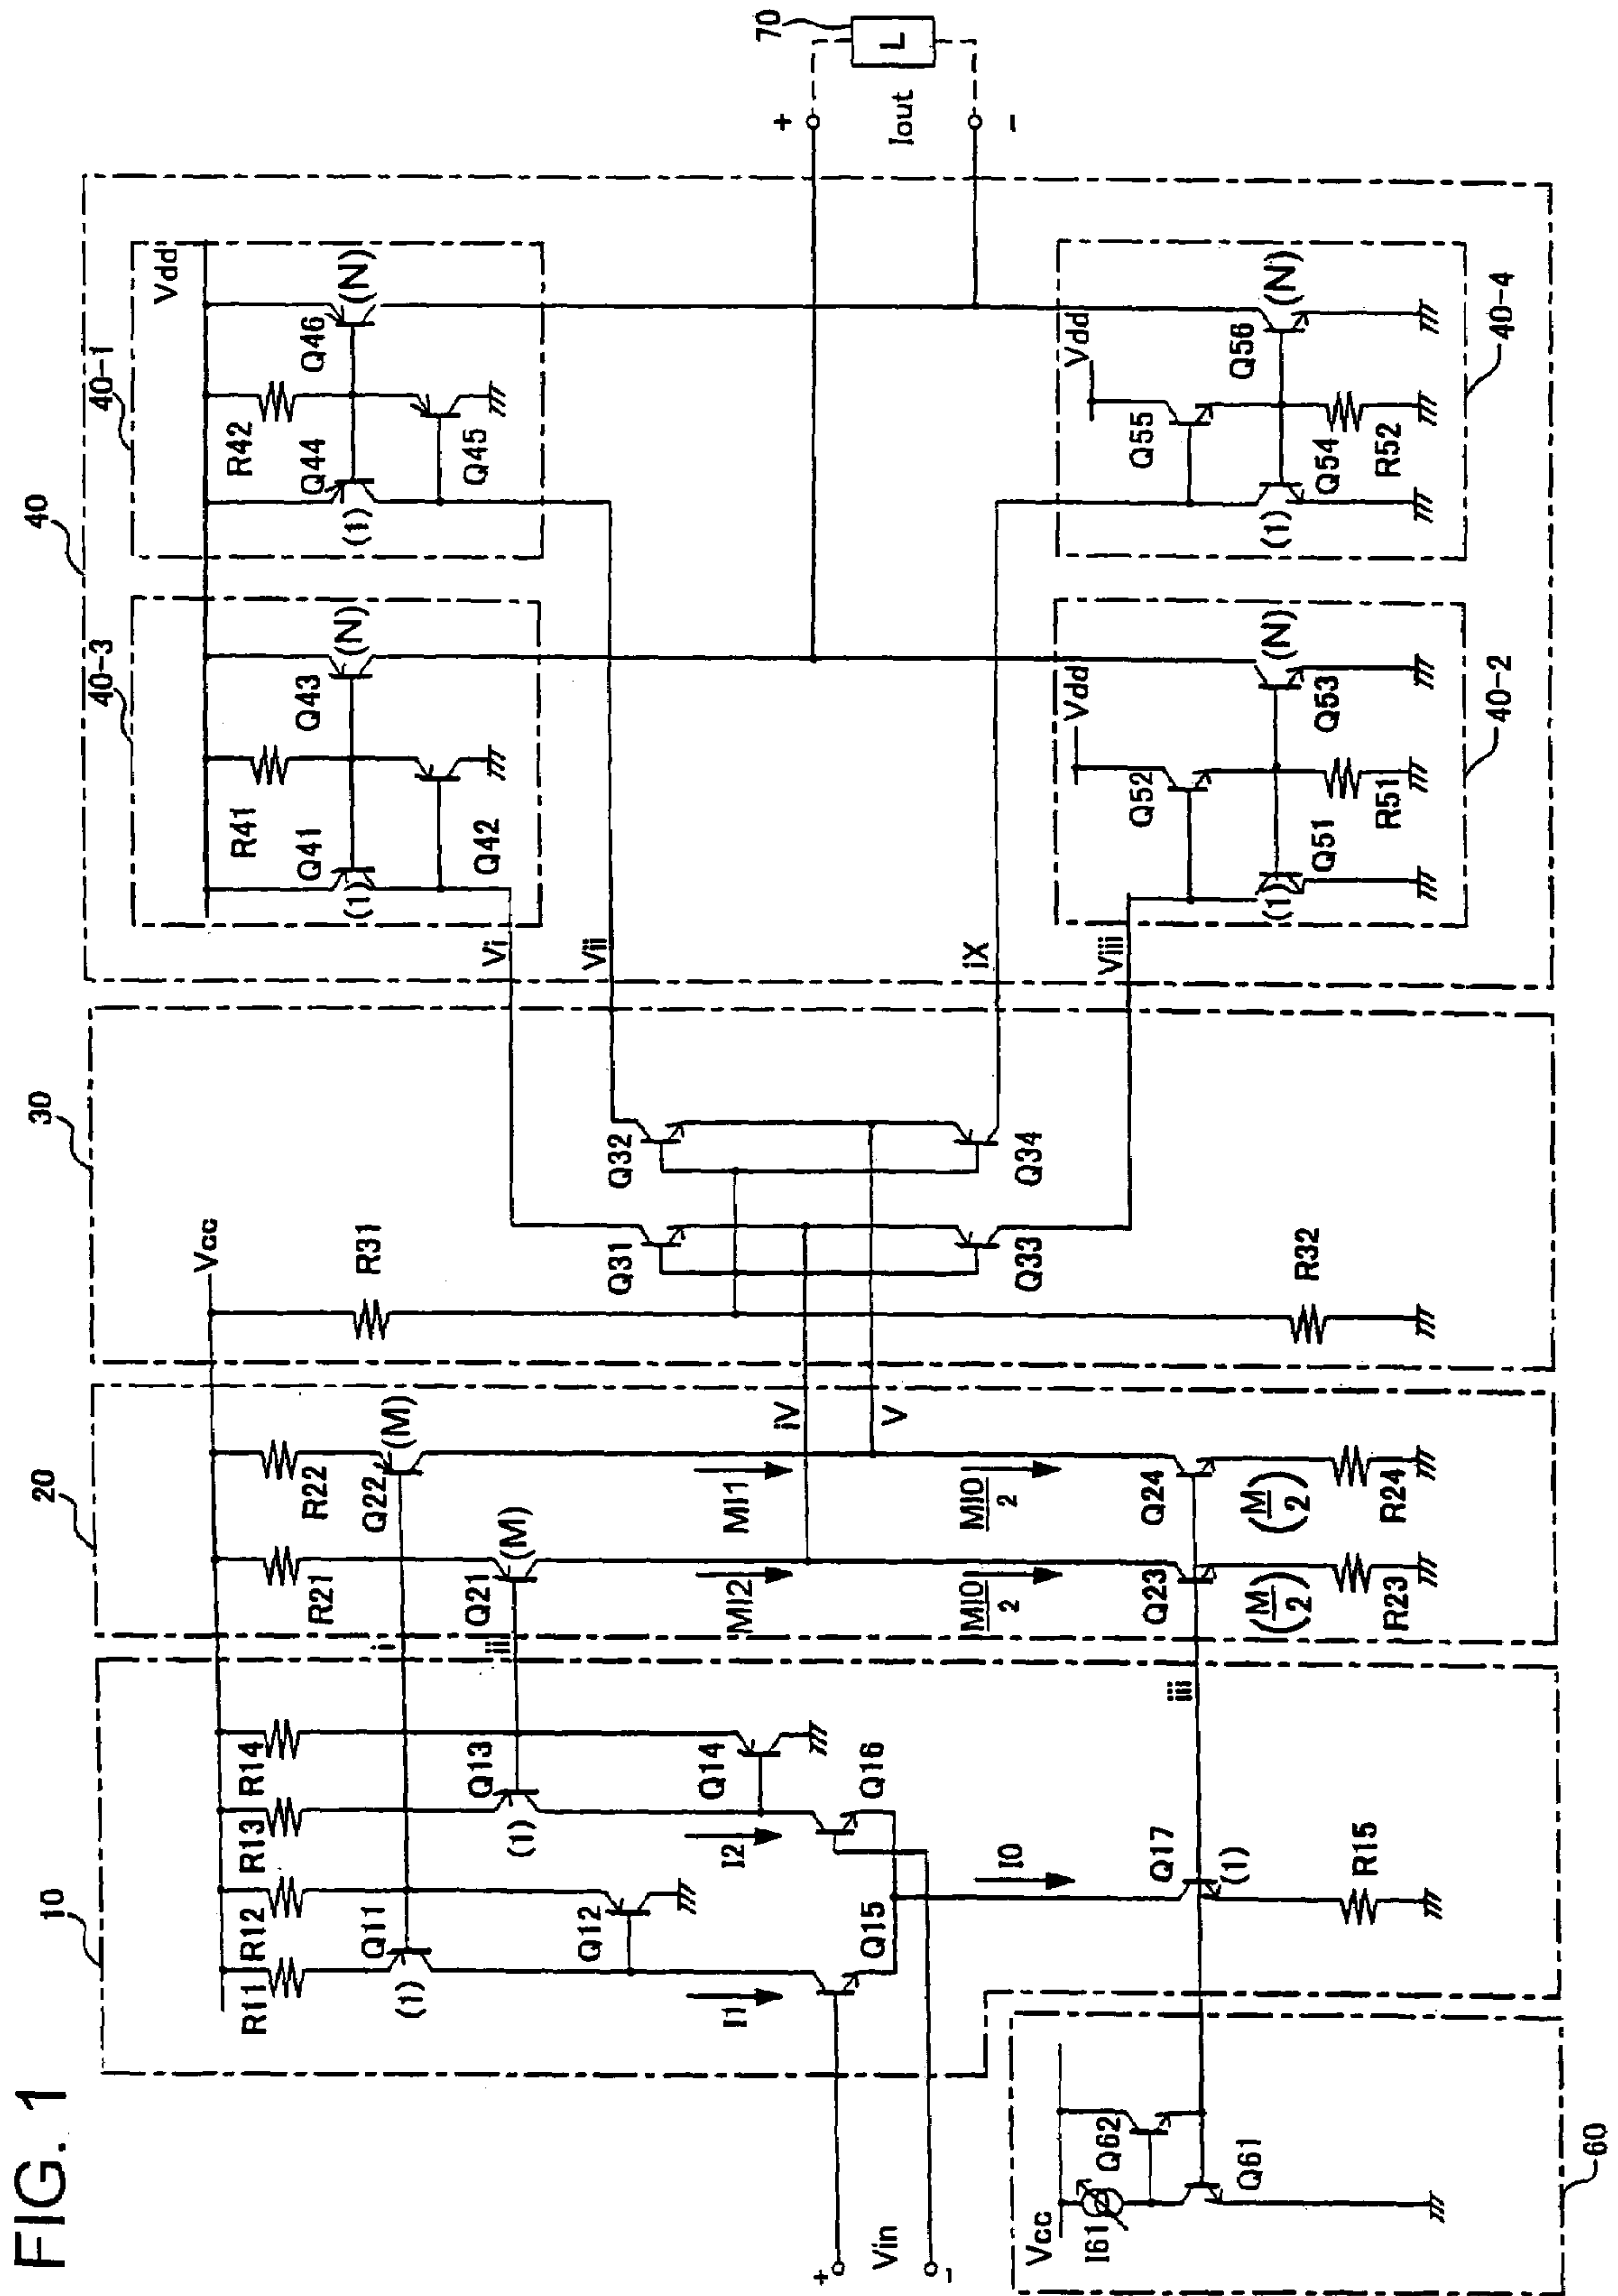 FIG. 1
10
20
30
40
40-3
40-1
Vcc
R11
R12
R13
R14
Q11
(1)
Q12
Q13
(1)
Q14
I1
I2
Q15
Q16
I0
Q17
(1)
R15
+
Vin
-
Vcc
I61
Q62
Q61
60
i
ii
iii
R21
R22
Q21
(M)
Q22
(M)
MI2
MI1
MI0
2
MI0
2
Q23
Q24
(M
2)
(M
2)
R23
R24
iV
V
R31
R32
Q31
Q32
Q33
Q34
Vi
Vii
iX
Viii
Vdd
R41
Q41
(1)
Q42
Q43
(N)
R42
Q44
(1)
Q45
Q46
(N)
Vdd
Q52
Q51
(1)
R51
Q53
(N)
40-2
Vdd
Q55
Q54
(1)
R52
Q56
(N)
40-4
+
Iout
-
L
70